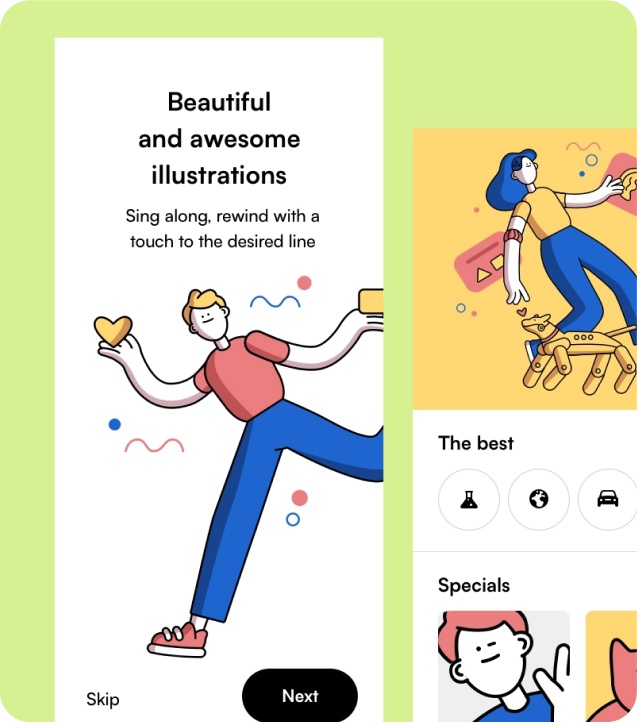 Beautiful
and awesome
illustrations
Sing along, rewind with a
touch to the desired line
Skip
Next
The best
Specials